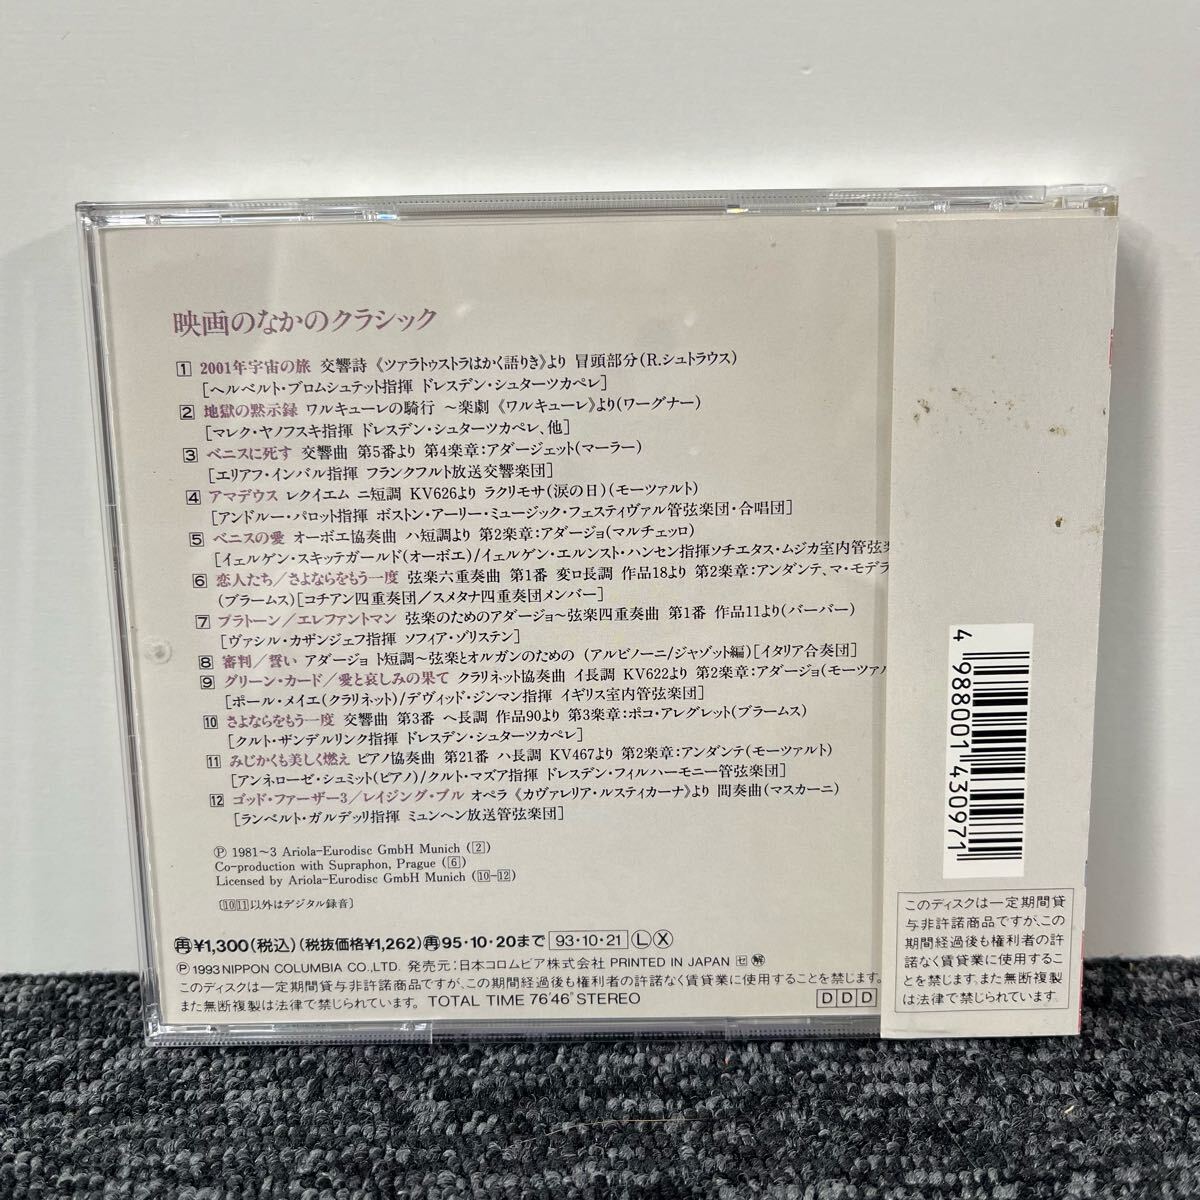 映画のなかのクラシック
1 2001年宇宙の旅 交響詩《ツァラトゥストラはかく語りき》より 冒頭部分(R.シュトラウス)
[ヘルベルト・ブロムシュテット指揮 ドレスデン・シュターツカペレ]
2 地獄の黙示録 ワルキューレの騎行 〜楽劇《ワルキューレ》より(ワーグナー)
[マレク・ヤノフスキ指揮 ドレスデン・シュターツカペレ、他]
3 ベニスに死す 交響曲 第5番より 第4楽章:アダージェット(マーラー)
[エリアフ・インバル指揮 フランクフルト放送交響楽団]
4 アマデウス レクイエム ニ短調 KV626より ラクリモサ(涙の日)(モーツァルト)
[アンドルー・パロット指揮 ボストン・アーリー・ミュージック・フェスティヴァル管弦楽団・合唱団]
5 ベニスの愛 オーボエ協奏曲 ハ短調より 第2楽章:アダージョ(マルチェッロ)
[イェルゲン・スキッテガールド(オーボエ)/イェルゲン・エルンスト・ハンセン指揮ソチエタス・ムジカ室内管弦楽
6 恋人たち/さよならをもう一度 弦楽六重奏曲 第1番 変ロ長調 作品18より 第2楽章:アンダンテ、マ・モデラ
(ブラームス)[コチアン四重奏団/スメタナ四重奏団メンバー]
7 プラトーン/エレファントマン 弦楽のためのアダージョ〜弦楽四重奏曲 第1番 作品11より(バーバー)
[ヴァシル・カザンジェフ指揮 ソフィア・ゾリステン]
8 審判/誓い アダージョ ト短調〜弦楽とオルガンのための (アルビノーニ/ジャゾット編)[イタリア合奏団]
9 グリーン・カード/愛と哀しみの果て クラリネット協奏曲 イ長調 KV622より 第2楽章:アダージョ(モーツァル
[ポール・メイエ(クラリネット)/デヴィッド・ジンマン指揮 イギリス室内管弦楽団]
10 さよならをもう一度 交響曲 第3番 ヘ長調 作品90より 第3楽章:ポコ・アレグレット(ブラームス)
[クルト・ザンデルリンク指揮 ドレスデン・シュターツカペレ]
11 みじかくも美しく燃え ピアノ協奏曲 第21番 ハ長調 KV467より 第2楽章:アンダンテ(モーツァルト)
[アンネローゼ・シュミット(ピアノ)/クルト・マズア指揮 ドレスデン・フィルハーモニー管弦楽団]
12 ゴッド・ファーザー3/レイジング・ブル オペラ《カヴァレリア・ルスティカーナ》より 間奏曲(マスカーニ)
[ランベルト・ガルデッリ指揮 ミュンヘン放送管弦楽団]
Ⓟ 1981〜3 Ariola-Eurodisc GmbH Munich (2)
Co-production with Supraphon, Prague (6)
Licensed by Ariola-Eurodisc GmbH Munich (10-12)
(10 11以外はデジタル録音)
再¥1,300(税込)(税抜価格¥1,262)再95・10・20まで 93・10・21 Ⓛ Ⓧ
Ⓟ 1993 NIPPON COLUMBIA CO.,LTD. 発売元:日本コロムビア株式会社 PRINTED IN JAPAN ゼ 解
このディスクは一定期間貸与非許諾商品ですが、この期間経過後も権利者の許諾なく賃貸業に使用することを禁じます。
また無断複製は法律で禁じられています。 TOTAL TIME 76'46" STEREO D D D
4 988001 430971
このディスクは一定期間貸
与非許諾商品ですが、この
期間経過後も権利者の許
諾なく賃貸業に使用するこ
とを禁じます。また無断複製
は法律で禁じられています。